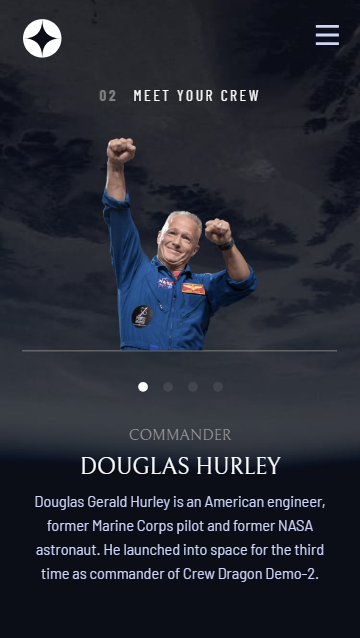 02 MEET YOUR CREW
COMMANDER
DOUGLAS HURLEY
Douglas Gerald Hurley is an American engineer,
former Marine Corps pilot and former NASA
astronaut. He launched into space for the third
time as commander of Crew Dragon Demo-2.